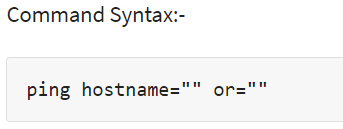 Command Syntax:-
ping hostname="" or=""